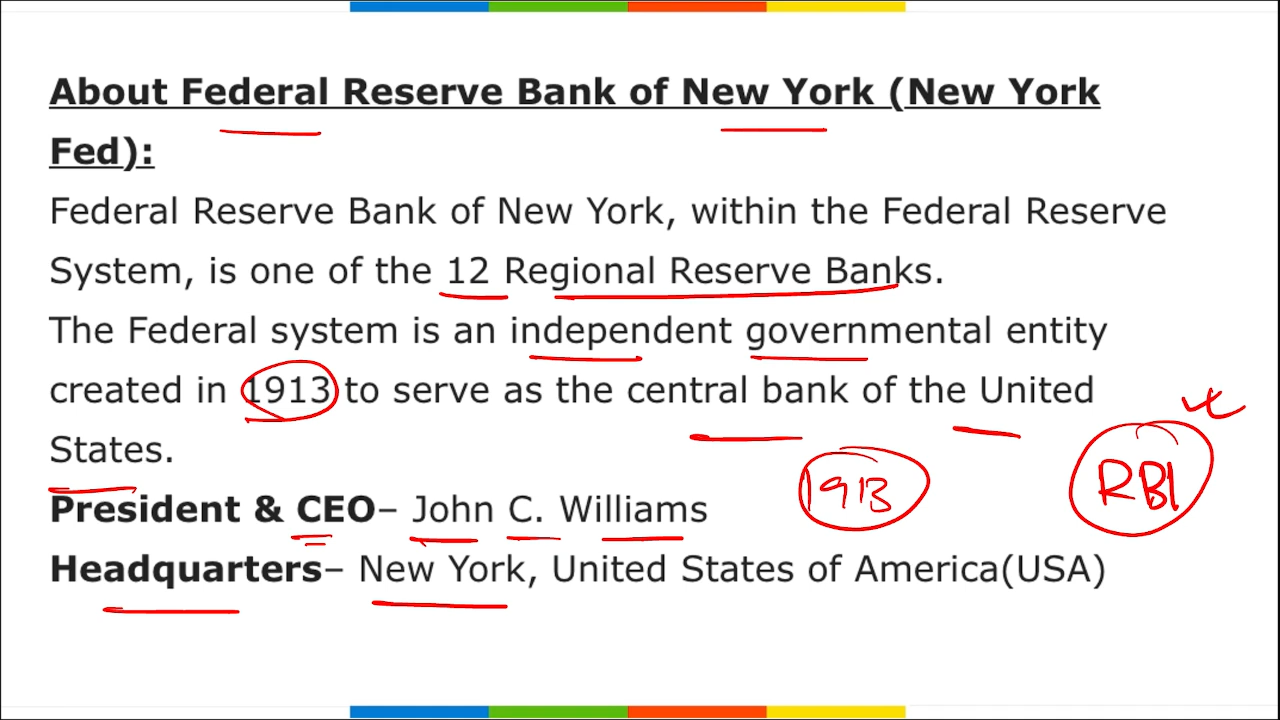 About Federal Reserve Bank of New York (New York
Fed):
Federal Reserve Bank of New York, within the Federal Reserve
System, is one of the 12 Regional Reserve Banks.
The Federal system is an independent governmental entity
created in 1913 to serve as the central bank of the United
States.
President & CEO– John C. Williams
1913
RBI
Headquarters– New York, United States of America(USA)